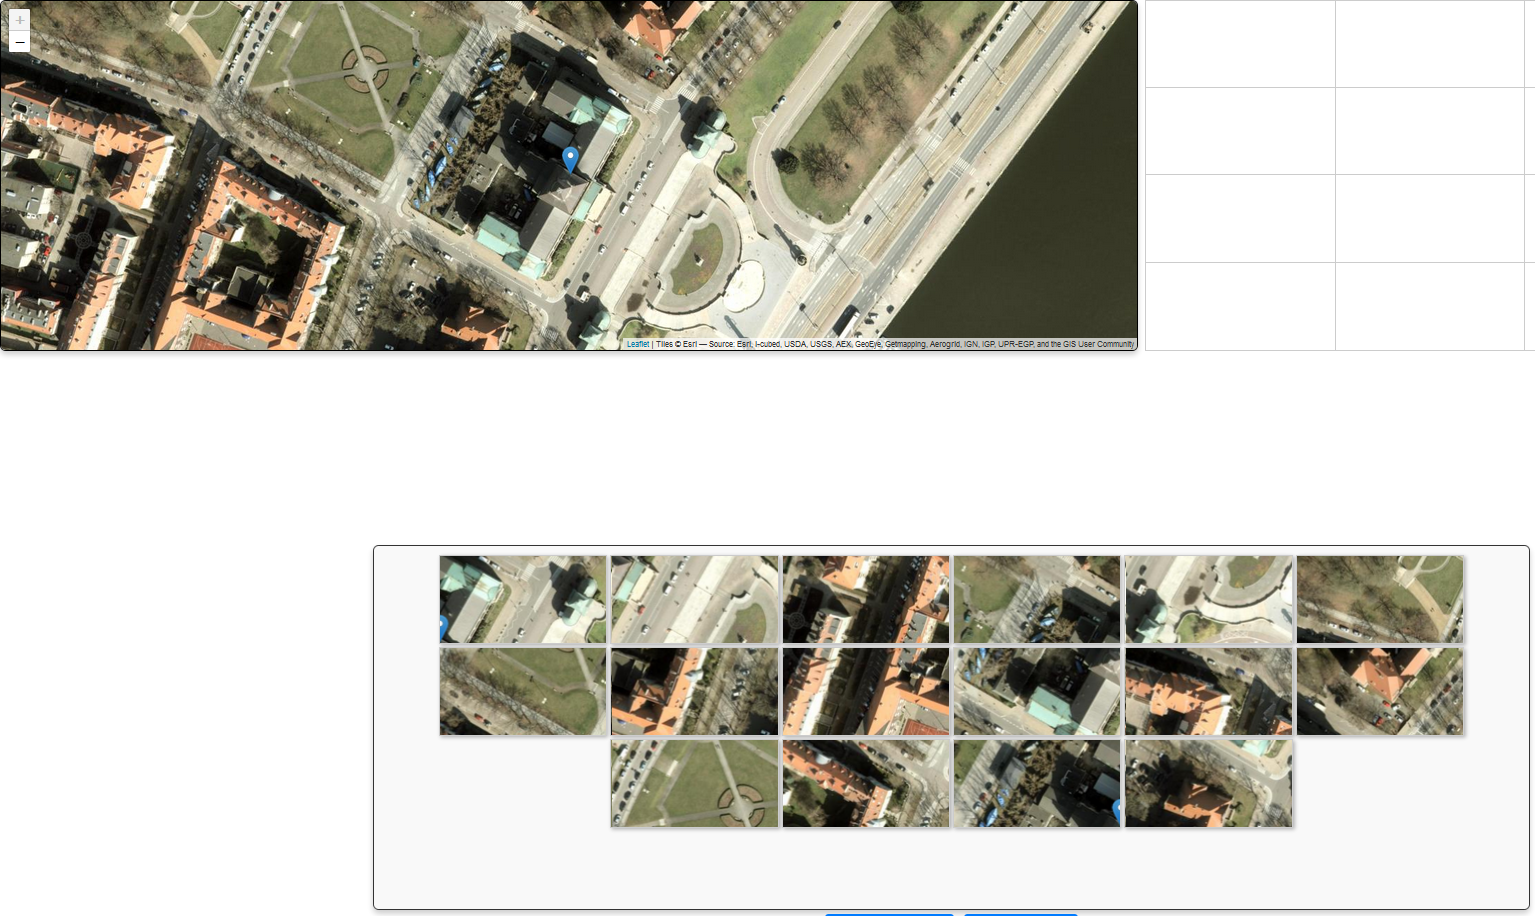 +
−
Leaflet | Tiles © Esri — Source: Esri, i-cubed, USDA, USGS, AEX, GeoEye, Getmapping, Aerogrid, IGN, IGP, UPR-EGP, and the GIS User Community